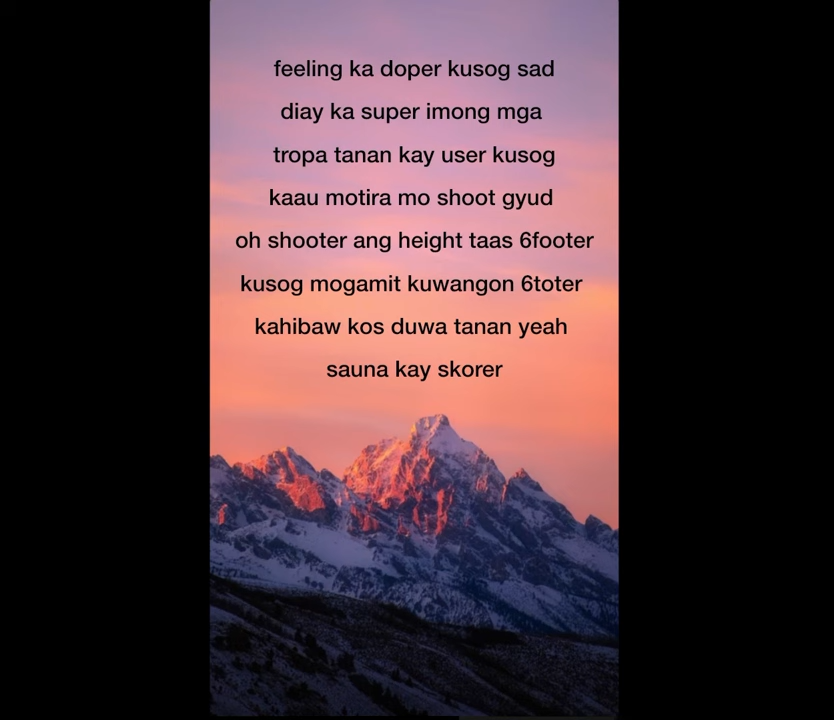 feeling ka doper kusog sad
diay ka super imong mga
tropa tanan kay user kusog
kaau motira mo shoot gyud
oh shooter ang height taas 6footer
kusog mogamit kuwangon 6toter
kahibaw kos duwa tanan yeah
sauna kay skorer